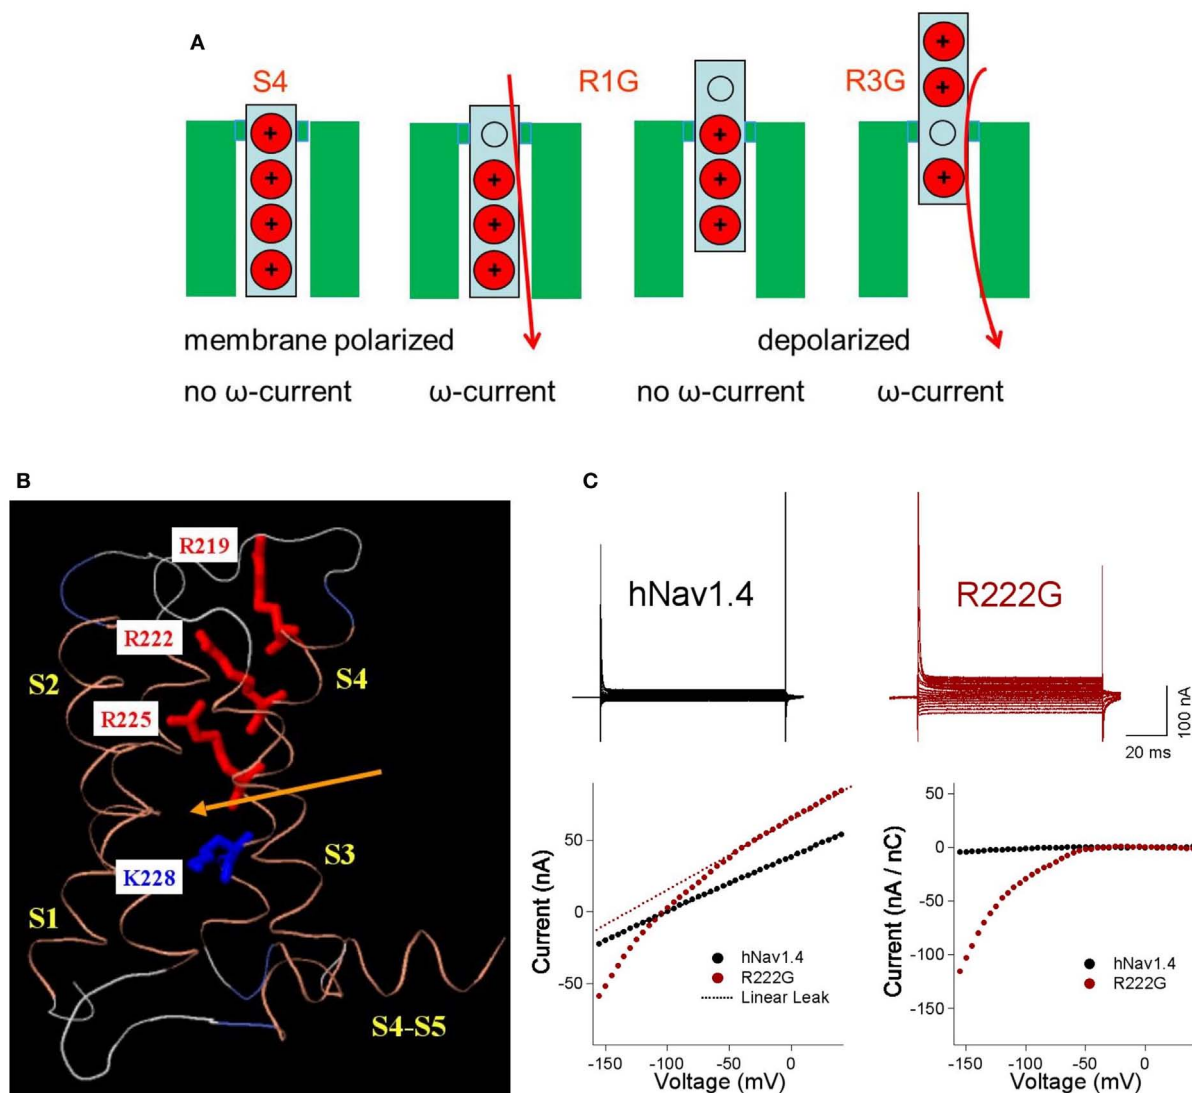 A
S4
R1G
R3G
+ + +
+ + + +
+ + + +
+ + + +
membrane polarized
depolarized
no ω-current
ω-current
no ω-current
ω-current
B
R219
R222
S2
S4
R225
S3
K228
S1
S4-S5
C
hNav1.4
R222G
100 nA
20 ms
Current (nA)
50
0
-50
hNav1.4
R222G
Linear Leak
-150 -100 -50 0
Voltage (mV)
Current (nA / nC)
50
0
-50
-100
-150
hNav1.4
R222G
-150 -100 -50 0
Voltage (mV)